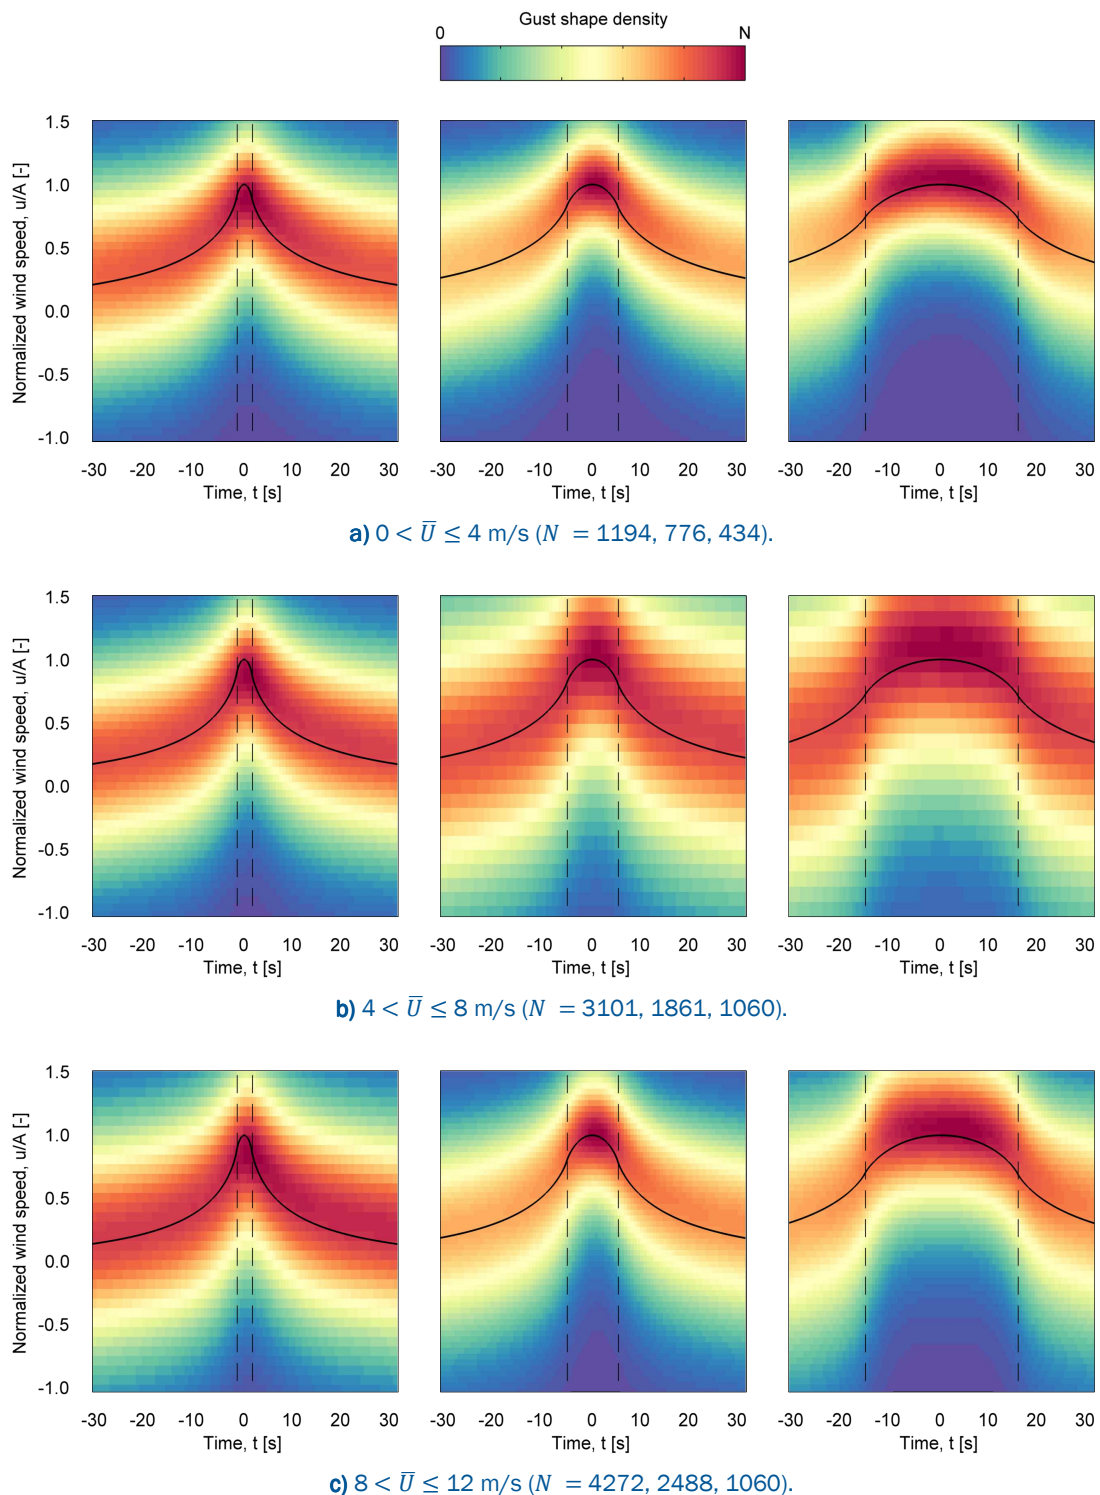 Gust shape density
0 N
Normalized wind speed, u/A [-]
1.5
1.0
0.5
0.0
-0.5
-1.0
-30 -20 -10 0 10 20 30
Time, t [s]
-30 -20 -10 0 10 20 30
Time, t [s]
-30 -20 -10 0 10 20 30
Time, t [s]
a) 0 < U̅ ≤ 4 m/s (N = 1194, 776, 434).
Normalized wind speed, u/A [-]
1.5
1.0
0.5
0.0
-0.5
-1.0
-30 -20 -10 0 10 20 30
Time, t [s]
-30 -20 -10 0 10 20 30
Time, t [s]
-30 -20 -10 0 10 20 30
Time, t [s]
b) 4 < U̅ ≤ 8 m/s (N = 3101, 1861, 1060).
Normalized wind speed, u/A [-]
1.5
1.0
0.5
0.0
-0.5
-1.0
-30 -20 -10 0 10 20 30
Time, t [s]
-30 -20 -10 0 10 20 30
Time, t [s]
-30 -20 -10 0 10 20 30
Time, t [s]
c) 8 < U̅ ≤ 12 m/s (N = 4272, 2488, 1060).